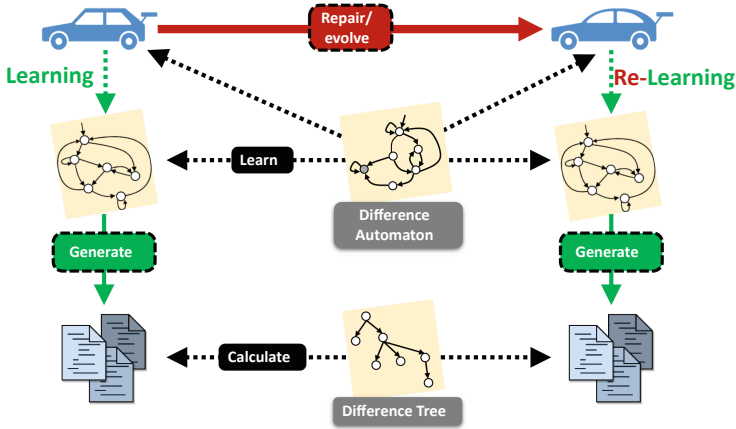 Repair/
evolve
Learning
Re-Learning
Learn
Difference
Automaton
Generate
Generate
Calculate
Difference Tree